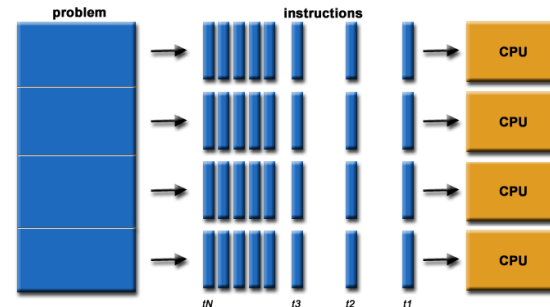 problem
instructions
CPU
CPU
CPU
CPU
tN t3 t2 t1